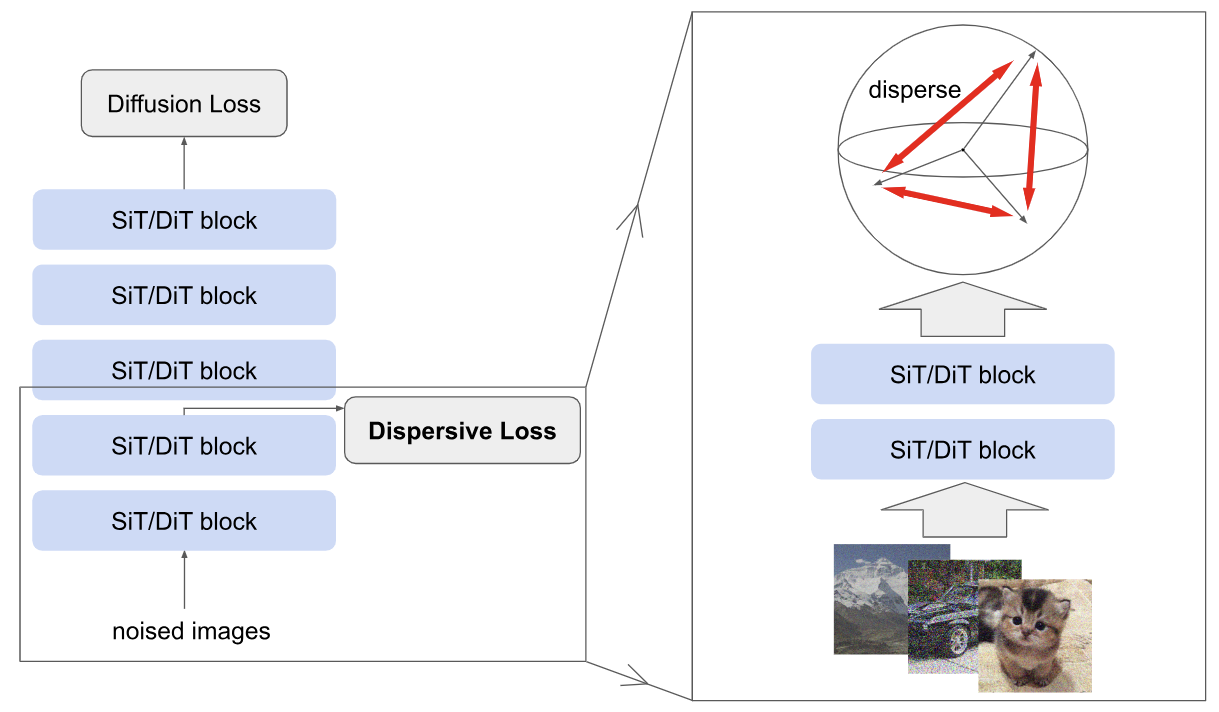 Diffusion Loss
SiT/DiT block
SiT/DiT block
SiT/DiT block
SiT/DiT block
Dispersive Loss
SiT/DiT block
noised images
disperse
SiT/DiT block
SiT/DiT block